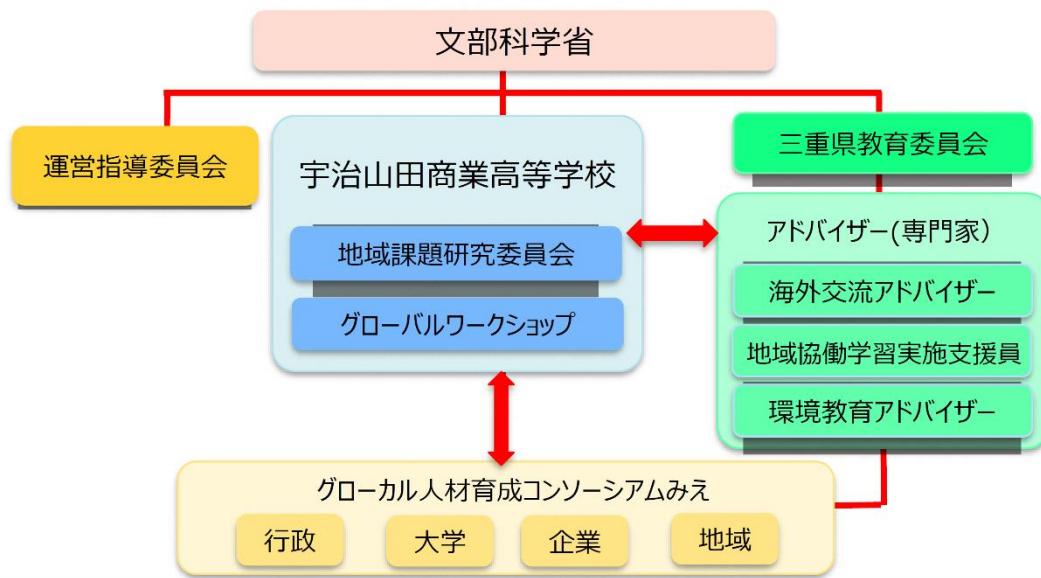 文部科学省
運営指導委員会
宇治山田商業高等学校
三重県教育委員会
地域課題研究委員会
グローバルワークショップ
アドバイザー(専門家)
海外交流アドバイザー
地域協働学習実施支援員
環境教育アドバイザー
グローカル人材育成コンソーシアムみえ
行政
大学
企業
地域